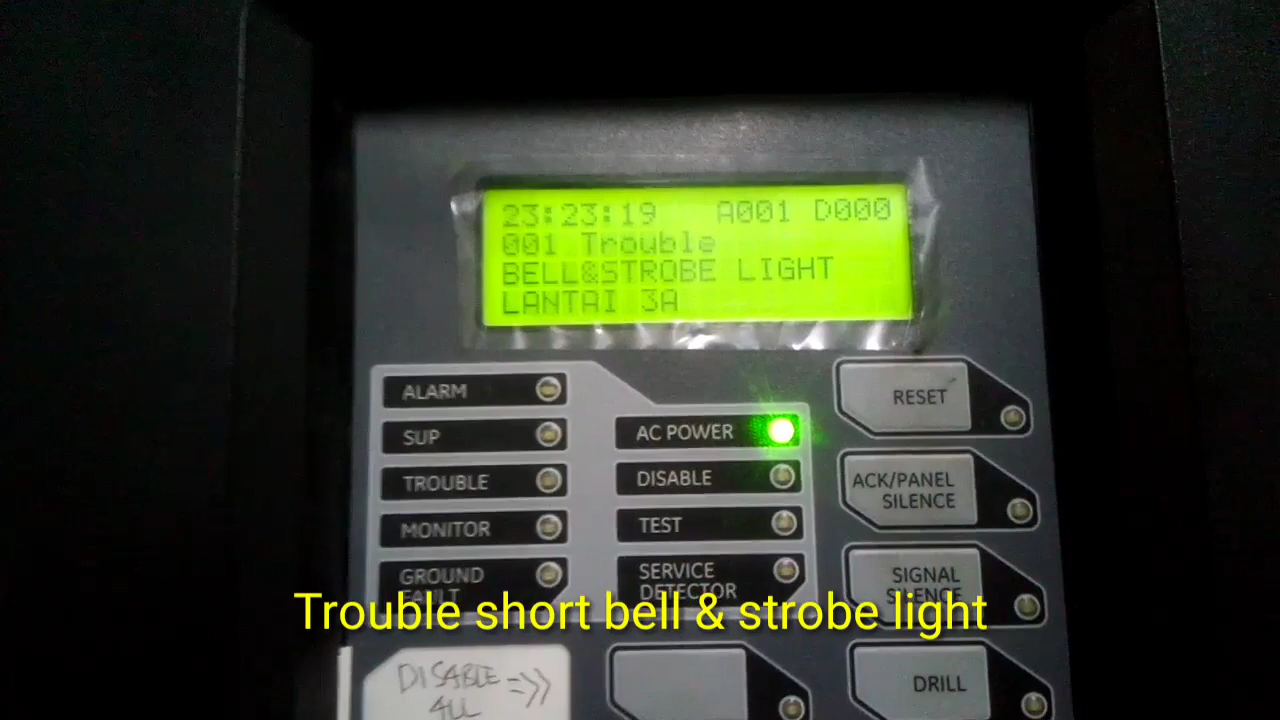 23:23:19 A001 D000
001 Trouble
BELL&STROBE LIGHT
LANTAI 3A
ALARM
SUP
TROUBLE
MONITOR
GROUND
FAULT
AC POWER
DISABLE
TEST
SERVICE
DETECTOR
RESET
ACK/PANEL
SILENCE
SIGNAL
SILENCE
DRILL
Trouble short bell & strobe light
DISABLE =>>
ALL